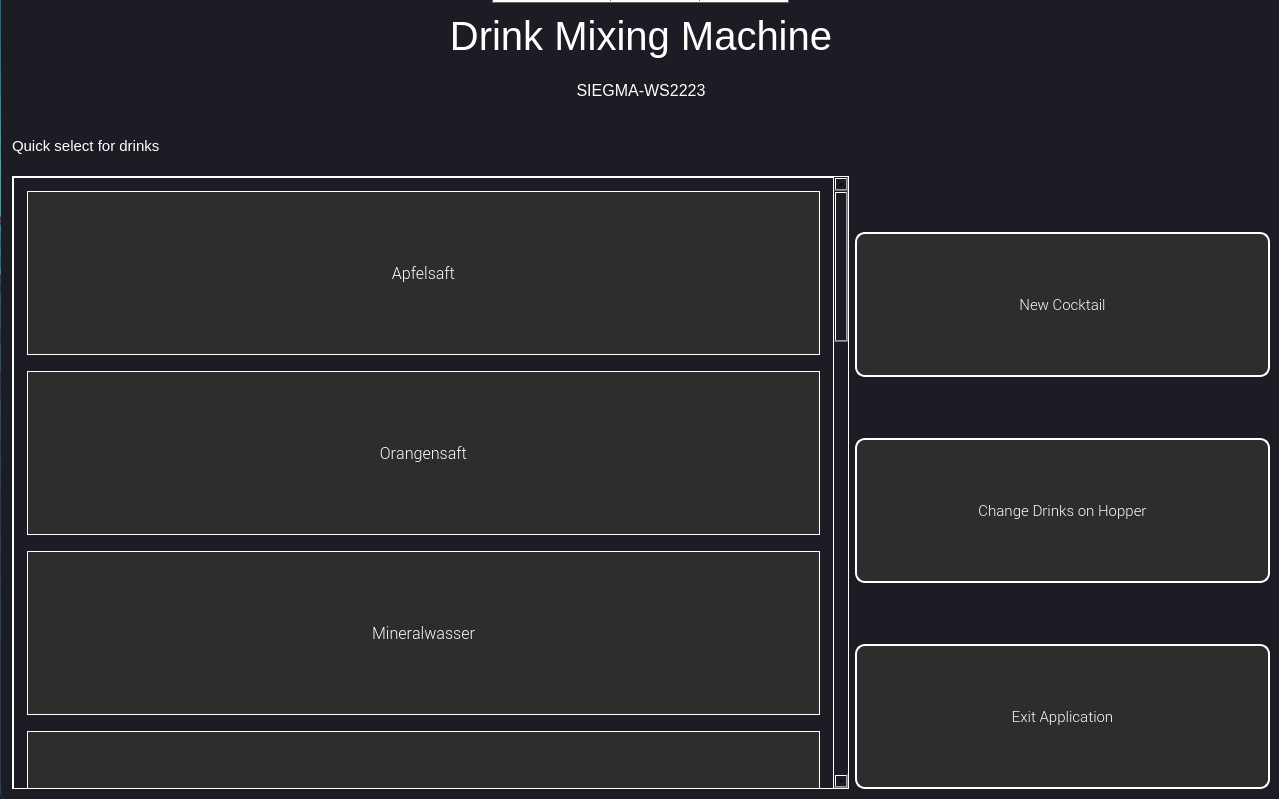 Drink Mixing Machine
SIEGMA-WS2223
Quick select for drinks
Apfelsaft
Orangensaft
Mineralwasser
New Cocktail
Change Drinks on Hopper
Exit Application